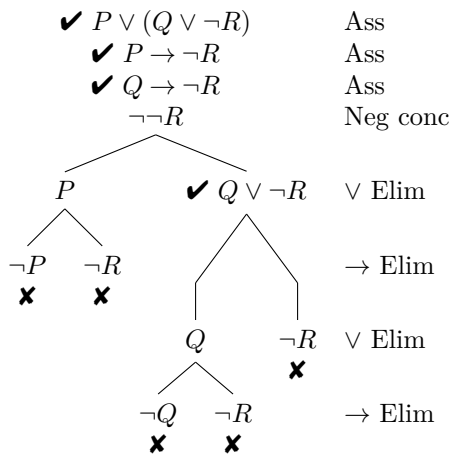 ✔ P ∨ (Q ∨ ¬R) Ass
✔ P → ¬R Ass
✔ Q → ¬R Ass
¬¬R Neg conc
P ✔ Q ∨ ¬R ∨ Elim
¬P ¬R → Elim
✘ ✘
Q ¬R ∨ Elim
✘
¬Q ¬R → Elim
✘ ✘